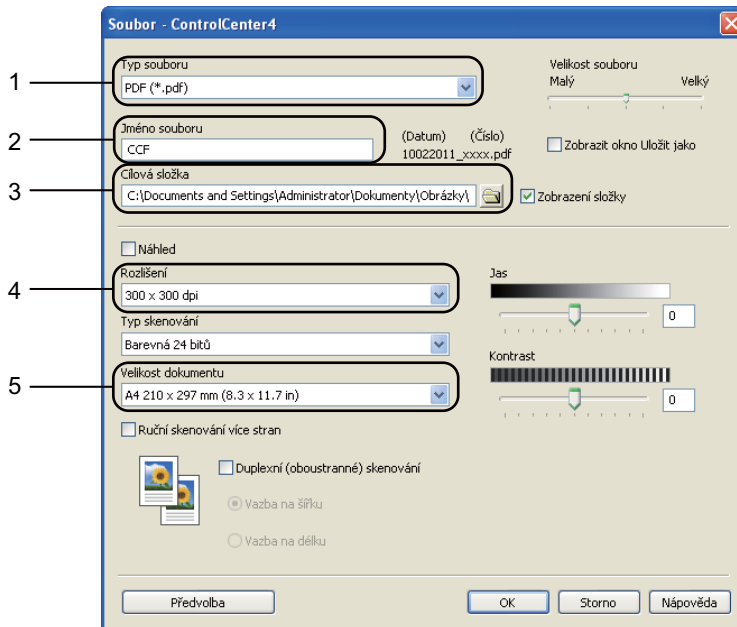 Soubor - ControlCenter4
1
Typ souboru
PDF (*.pdf)
Velikost souboru
Malý Velký
2
Jméno souboru
CCF
(Datum) (Číslo)
10022011_xxxx.pdf
Zobrazit okno Uložit jako
3
Cílová složka
C:\Documents and Settings\Administrator\Dokumenty\Obrázky\
Zobrazení složky
Náhled
4
Rozlišení
300 x 300 dpi
Typ skenování
Barevná 24 bitů
5
Velikost dokumentu
A4 210 x 297 mm (8.3 x 11.7 in)
Jas
0
Kontrast
0
Ruční skenování více stran
Duplexní (oboustranné) skenování
Vazba na šířku
Vazba na délku
Předvolba OK Storno Nápověda